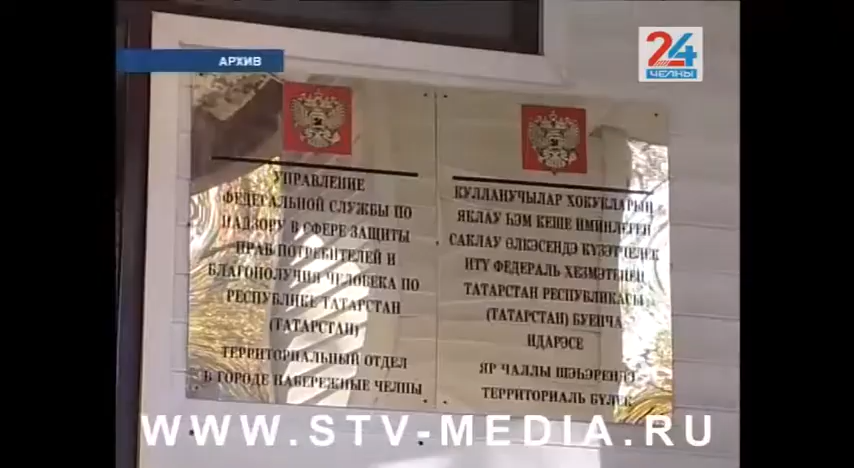 АРХИВ
24
ЧЕЛНЫ
УПРАВЛЕНИЕ
ФЕДЕРАЛЬНОЙ СЛУЖБЫ ПО
НАДЗОРУ В СФЕРЕ ЗАЩИТЫ
ПРАВ ПОТРЕБИТЕЛЕЙ И
БЛАГОПОЛУЧИЯ ЧЕЛОВЕКА ПО
РЕСПУБЛИКЕ ТАТАРСТАН
(ТАТАРСТАН)
ТЕРРИТОРИАЛЬНЫЙ ОТДЕЛ
В ГОРОДЕ НАБЕРЕЖНЫЕ ЧЕЛНЫ
КУЛЛАНУЧЫЛАР ХОКУКЛАРЫН
ЯКЛАУ ҺӘМ КЕШЕ ИМИНЛЕГЕН
САКЛАУ ӨЛКӘСЕНДӘ КҮЗӘТЧЕЛЕК
ИТҮ ФЕДЕРАЛЬ ХЕЗМӘТЕНЕҢ
ТАТАРСТАН РЕСПУБЛИКАСЫ
(ТАТАРСТАН) БУЕНЧА
ИДАРӘСЕ
ЯР ЧАЛЛЫ ШӘҺӘРЕНДӘ
ТЕРРИТОРИАЛЬ БҮЛЕК
WWW.STV-MEDIA.RU